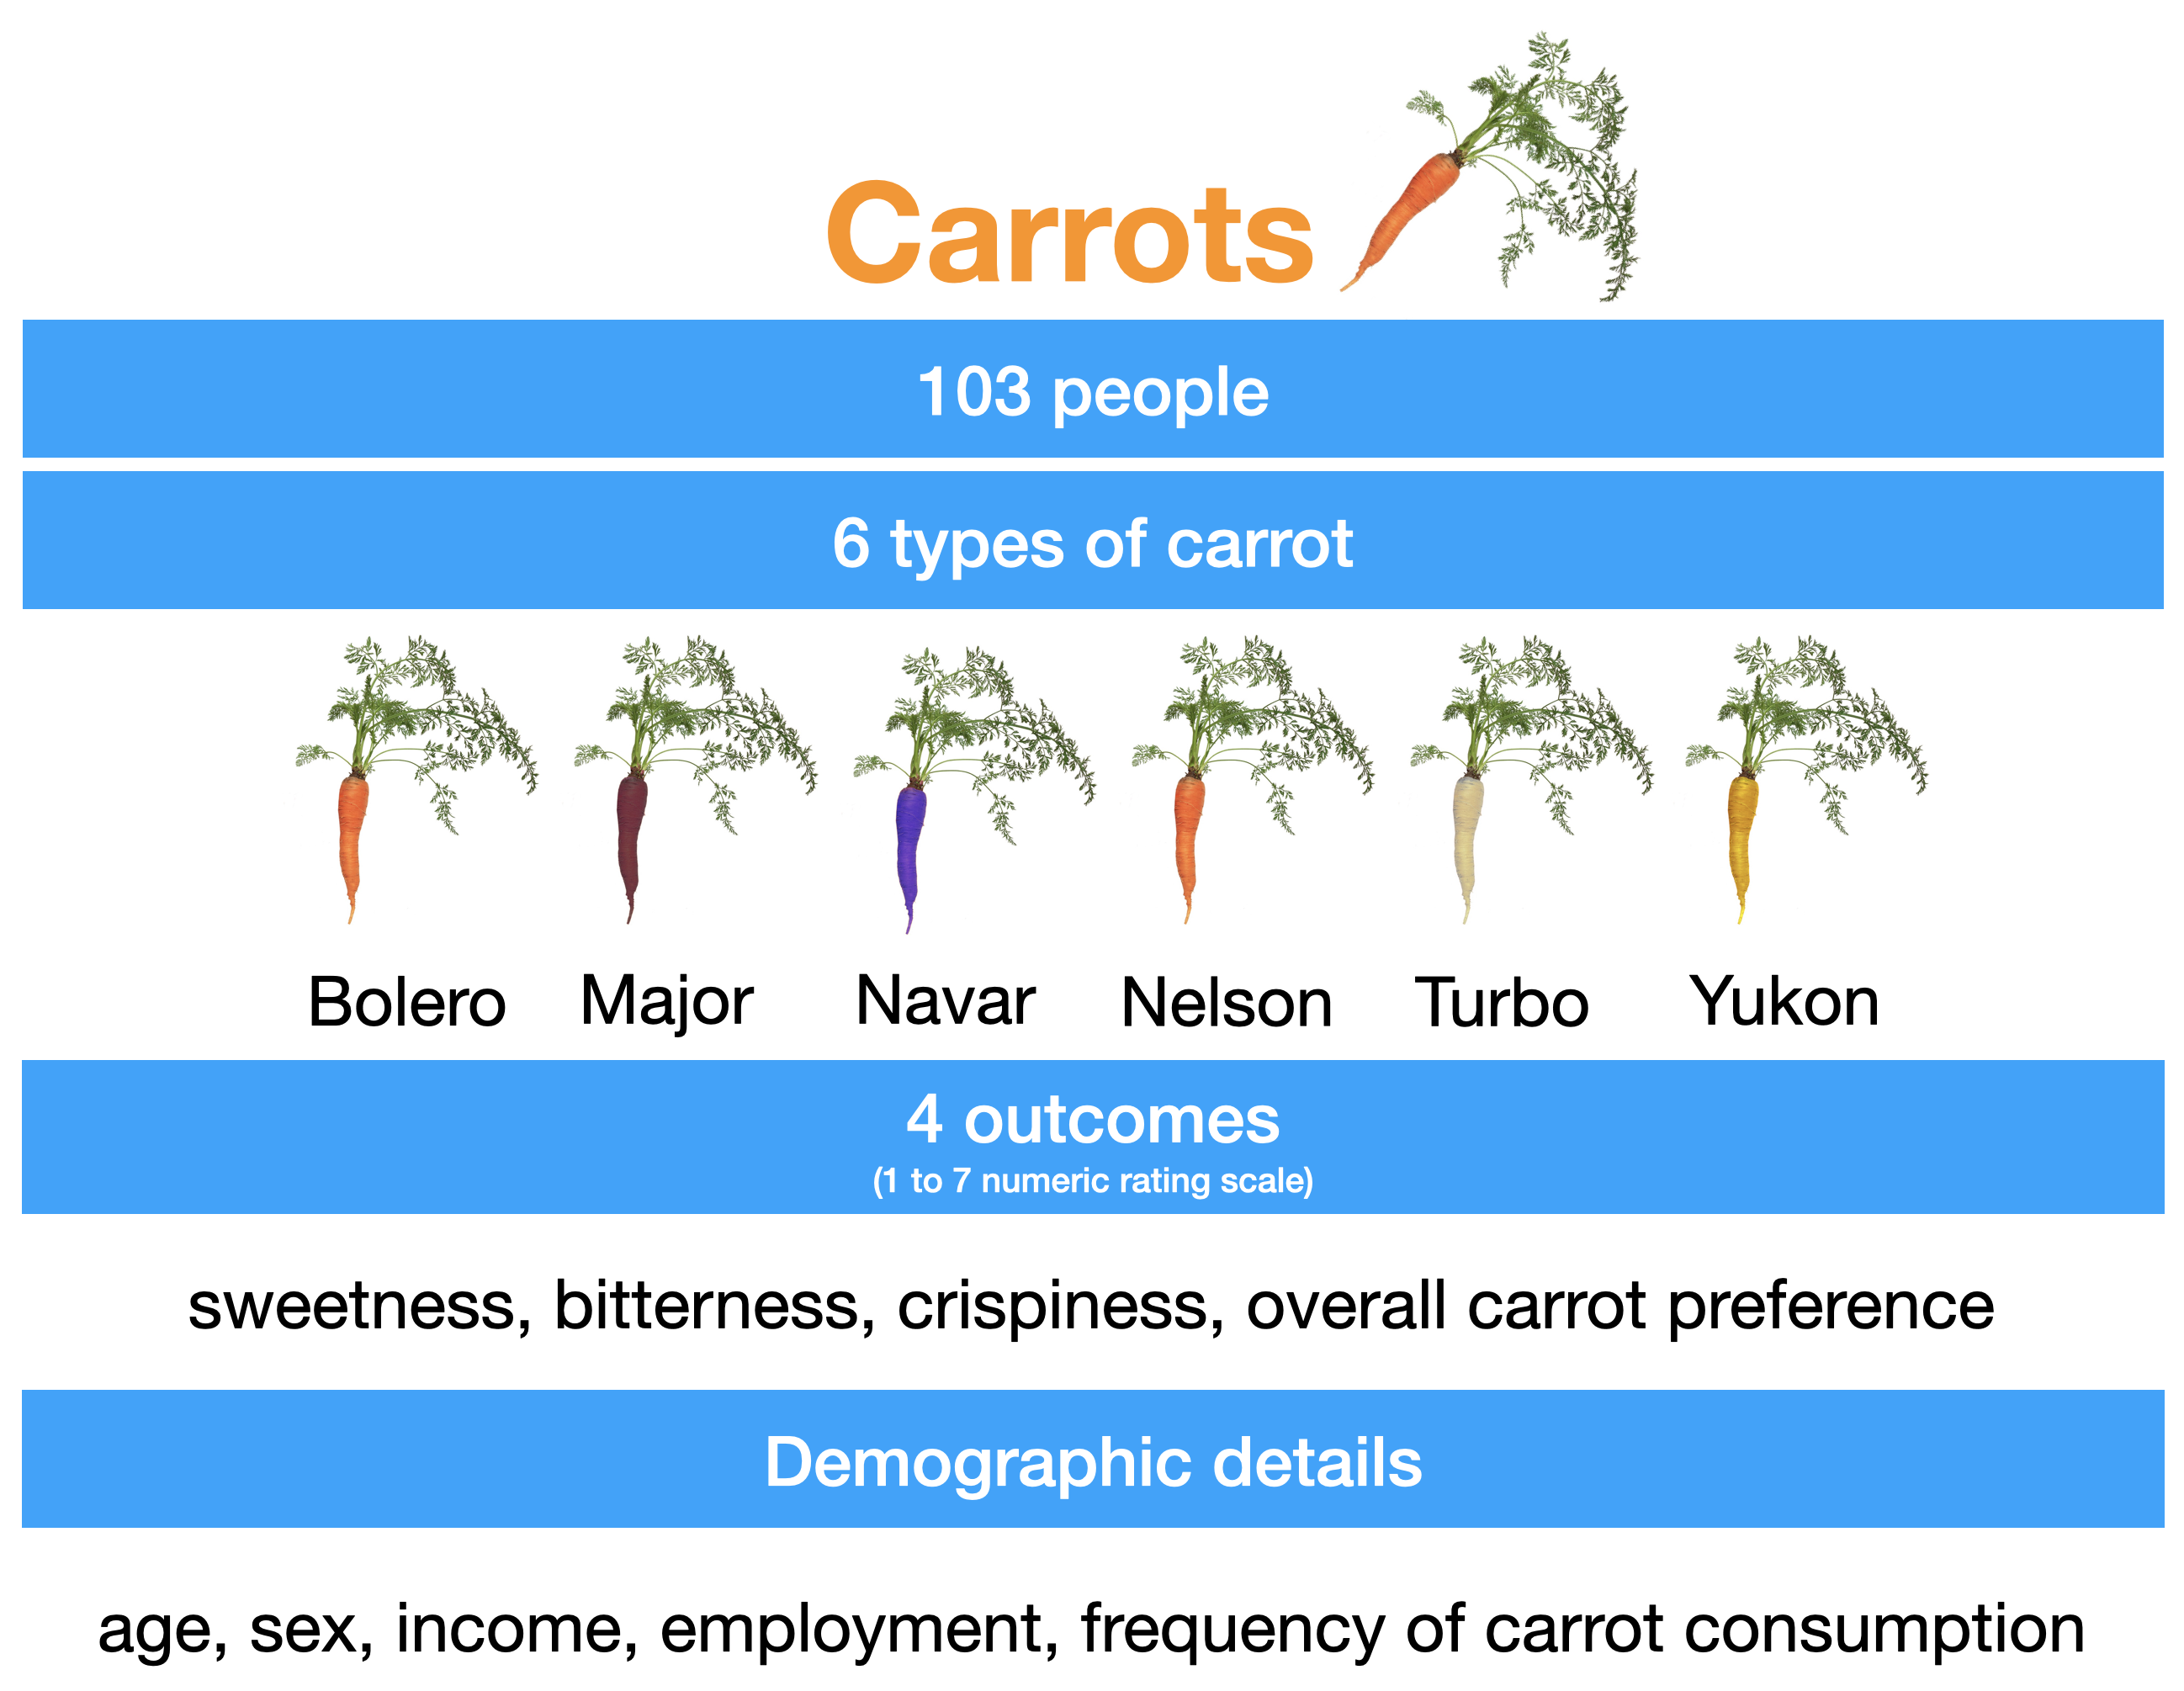 Carrots
103 people
6 types of carrot
Bolero Major Navar Nelson Turbo Yukon
4 outcomes
(1 to 7 numeric rating scale)
sweetness, bitterness, crispiness, overall carrot preference
Demographic details
age, sex, income, employment, frequency of carrot consumption